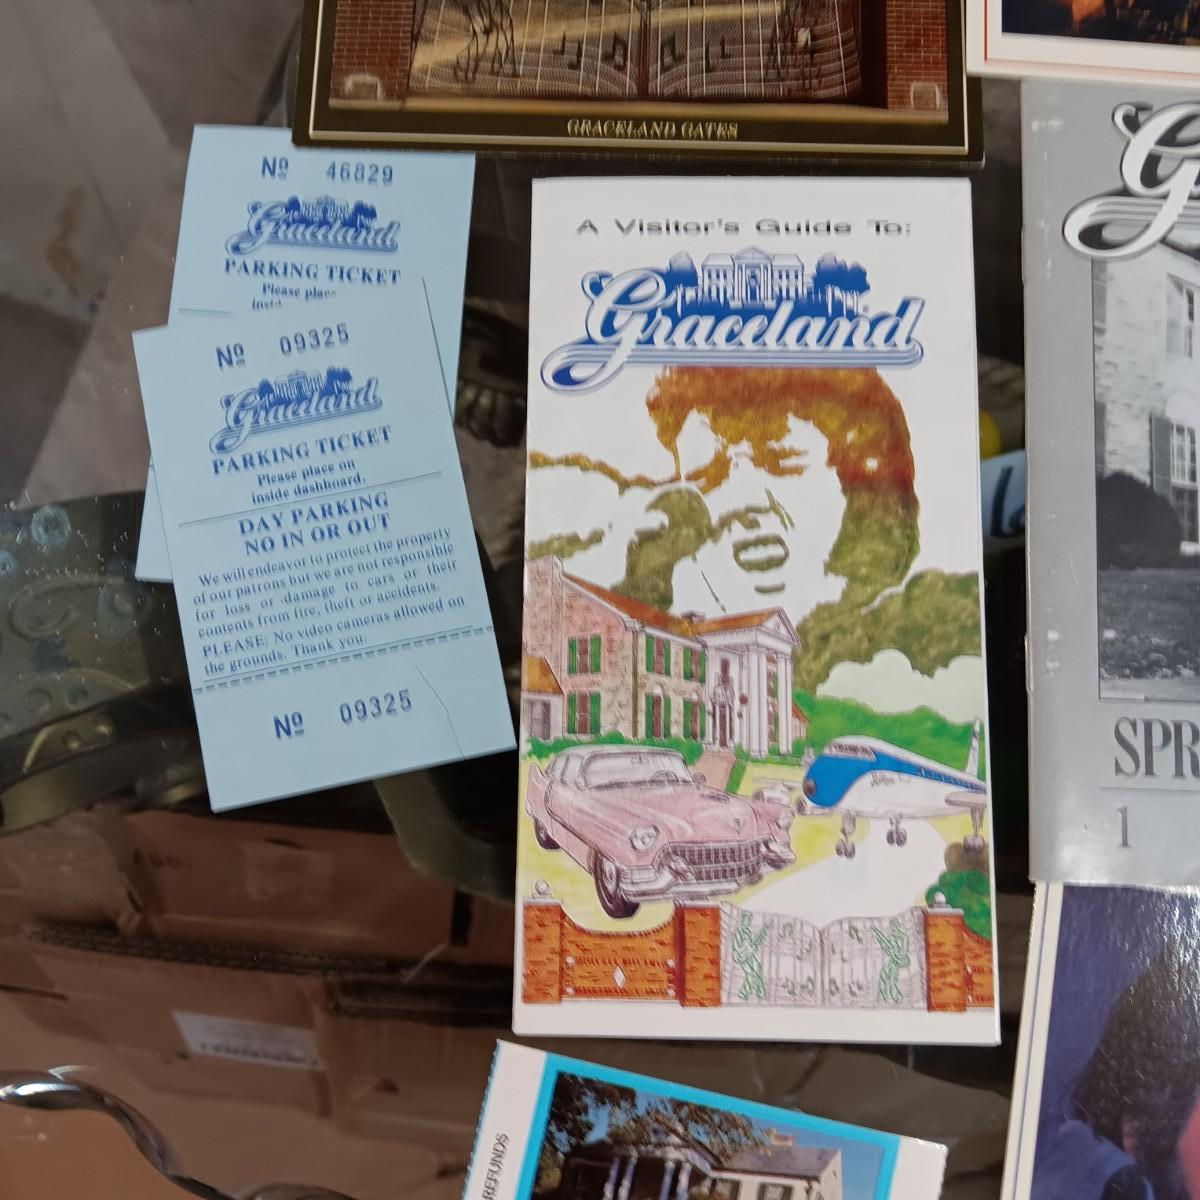 GRACELAND GATES
Nº 46829
Graceland
PARKING TICKET
Please place
Nº 09325
Graceland
PARKING TICKET
Please place on
inside dashboard.
DAY PARKING
NO IN OR OUT
We will endeavor to protect the property
of our patrons but we are not responsible
for loss or damage to cars or their
contents from fire, theft or accidents.
PLEASE: No video cameras allowed on
the grounds. Thank you.
Nº 09325
A Visitor's Guide To:
Graceland
G
SPR
1
REFUNDS